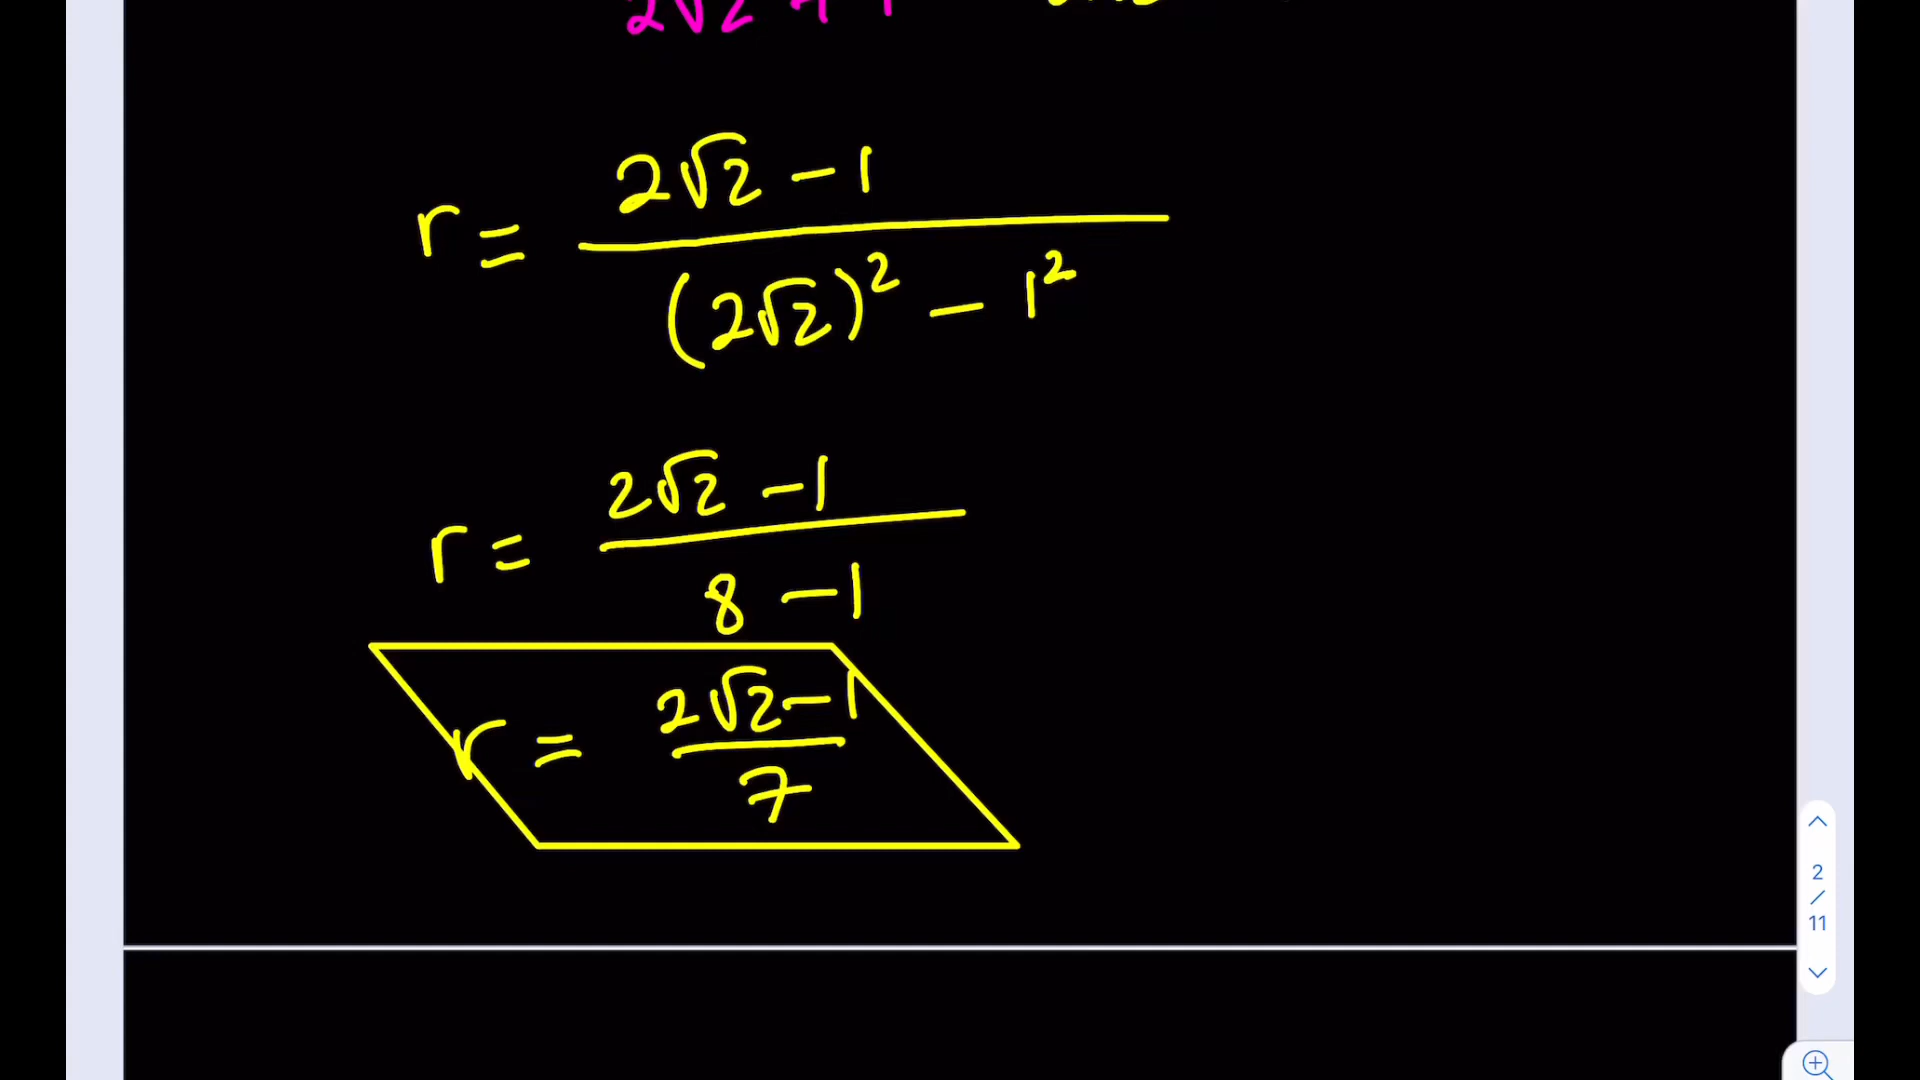 r = (2√2 - 1) / ((2√2)² - 1²)
r = (2√2 - 1) / (8 - 1)
r = (2√2 - 1) / 7
2
/
11